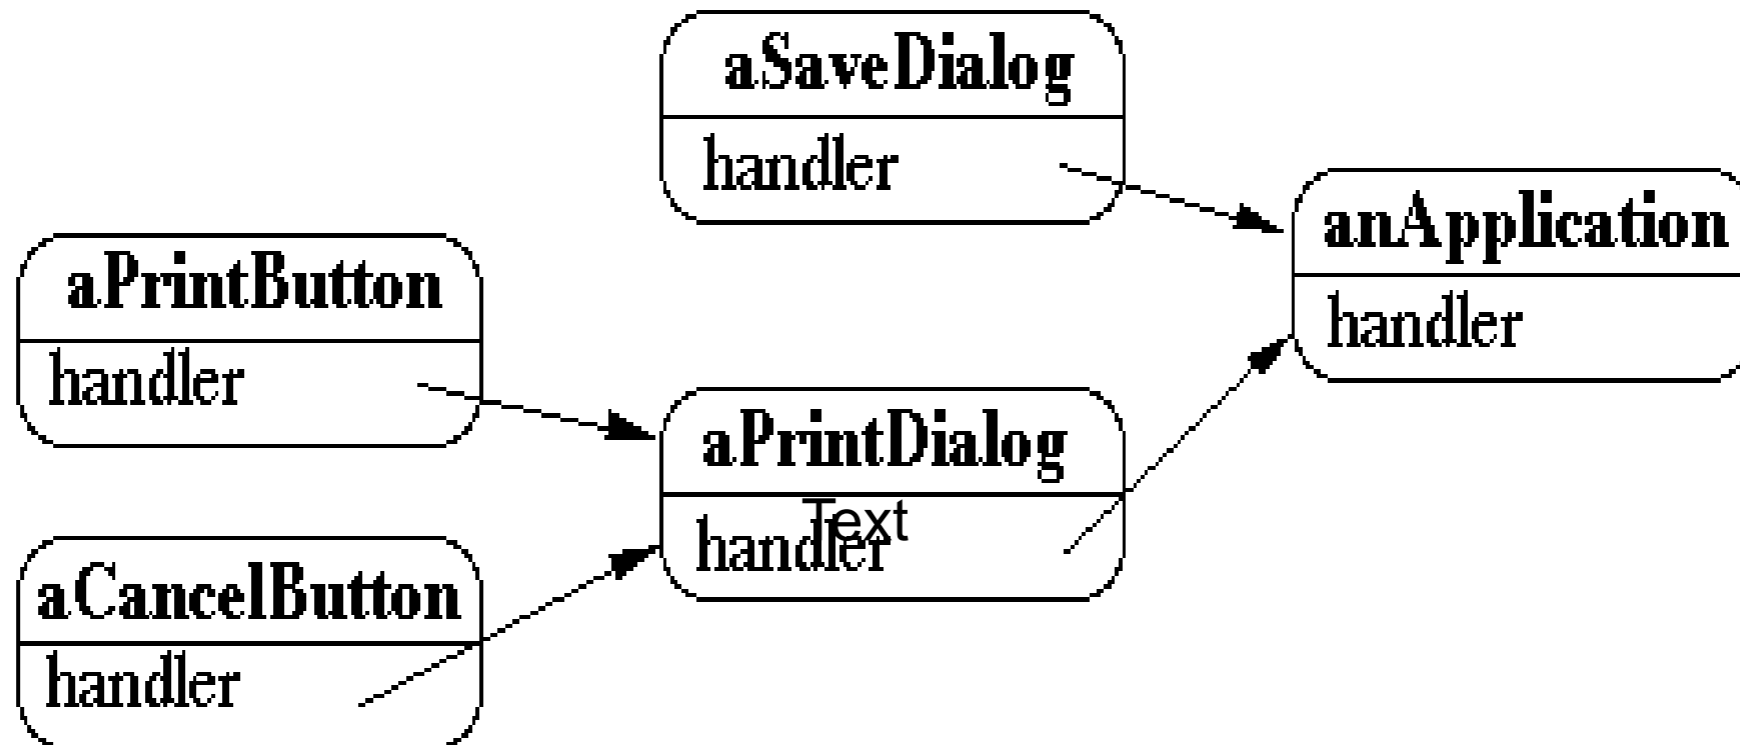 aSaveDialog
handler
anApplication
handler
aPrintButton
handler
aPrintDialog
Text
handler
aCancelButton
handler